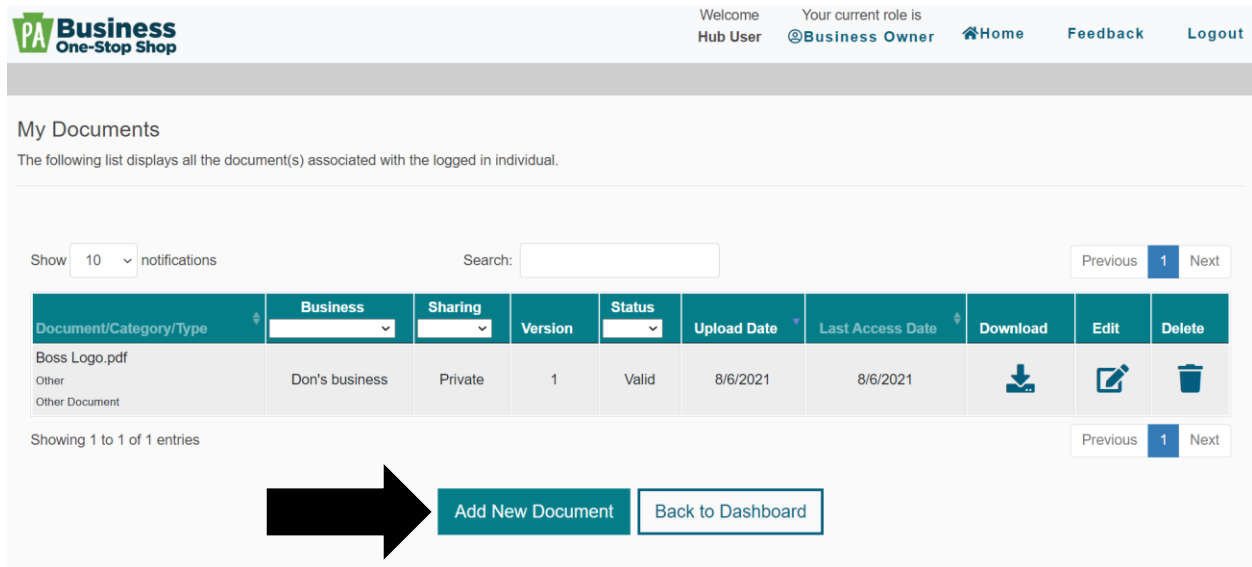 PA Business
One-Stop Shop
Welcome
Hub User
Your current role is
Business Owner
Home
Feedback
Logout
My Documents
The following list displays all the document(s) associated with the logged in individual.
Show 10 notifications
Search:
Previous 1 Next
Document/Category/Type
Business
Sharing
Version
Status
Upload Date
Last Access Date
Download
Edit
Delete
Boss Logo.pdf
Other
Other Document
Don's business
Private
1
Valid
8/6/2021
8/6/2021
Showing 1 to 1 of 1 entries
Previous 1 Next
Add New Document
Back to Dashboard